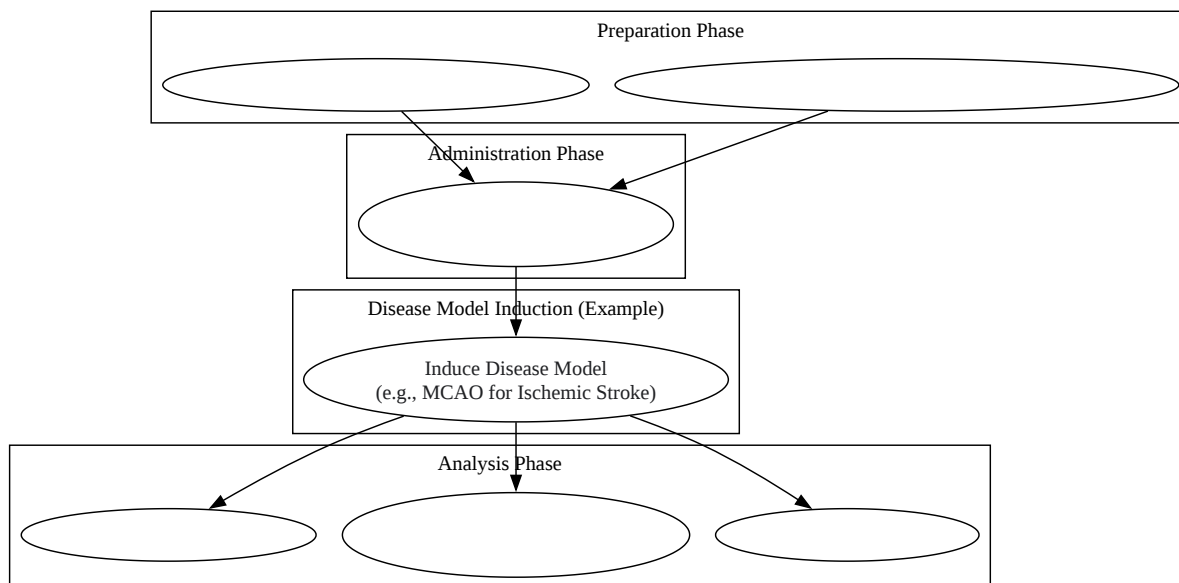 Preparation Phase
Administration Phase
Disease Model Induction (Example)
Induce Disease Model
(e.g., MCAO for Ischemic Stroke)
Analysis Phase